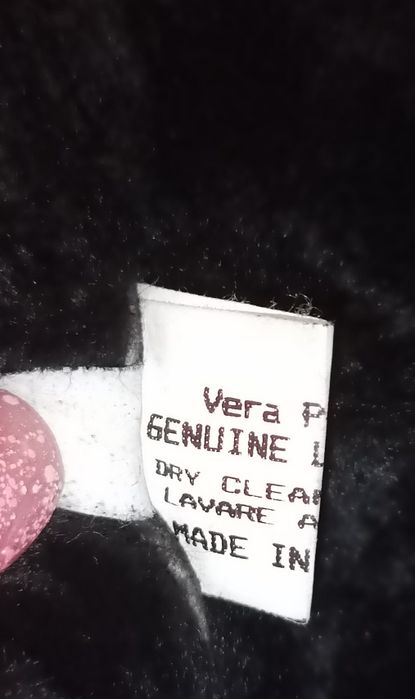 Vera P
GENUINE L
DRY CLEA
LAVARE A
MADE IN